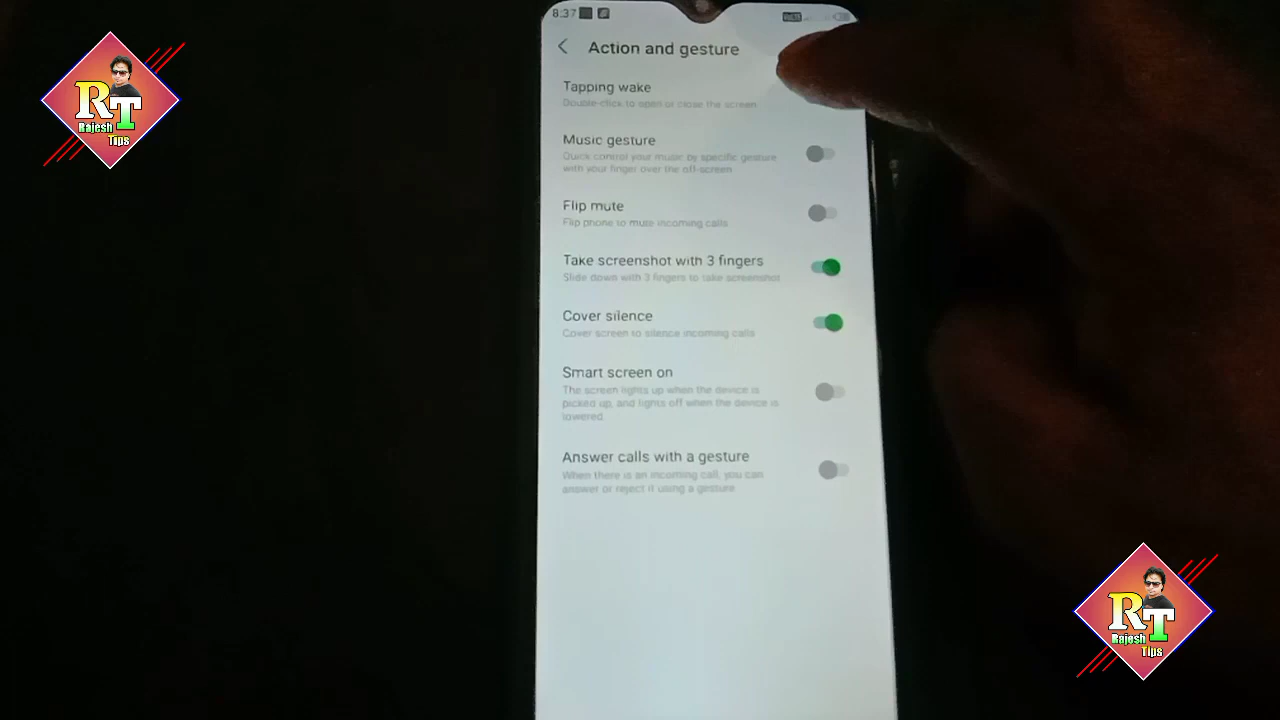 8.37
Action and gesture
Tapping wake
Double-click to open or close the screen
Music gesture
Quick control your music by specific gesture
with your finger over the off-screen
Flip mute
Flip phone to mute incoming calls
Take screenshot with 3 fingers
Slide down with 3 fingers to take screenshot
Cover silence
Cover screen to silence incoming calls
Smart screen on
The screen lights up when the device is
picked up, and lights off when the device is
lowered
Answer calls with a gesture
When there is an incoming call, you can
answer or reject it using a gesture
RT
Rajesh
Tips
RT
Rajesh
Tips